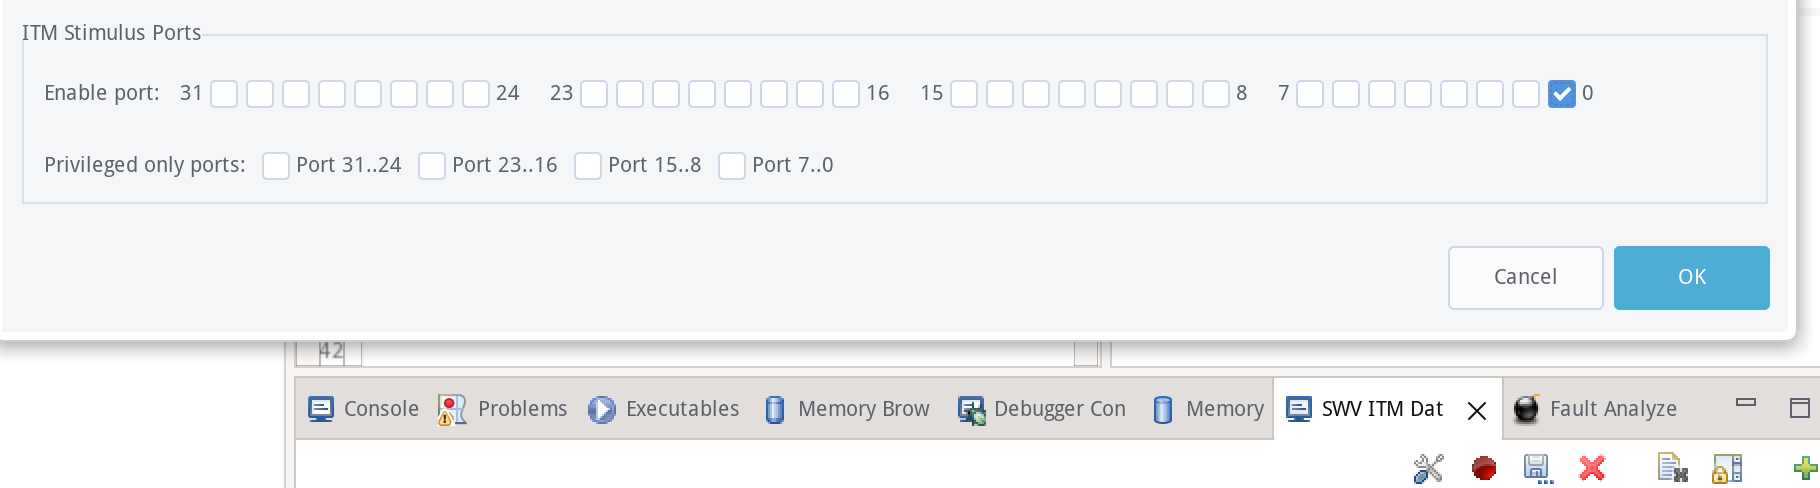 ITM Stimulus Ports
Enable port: 31 24 23 16 15 8 7 0
Privileged only ports: Port 31..24 Port 23..16 Port 15..8 Port 7..0
Cancel OK
42
Console Problems Executables Memory Brow Debugger Con Memory SWV ITM Dat Fault Analyze